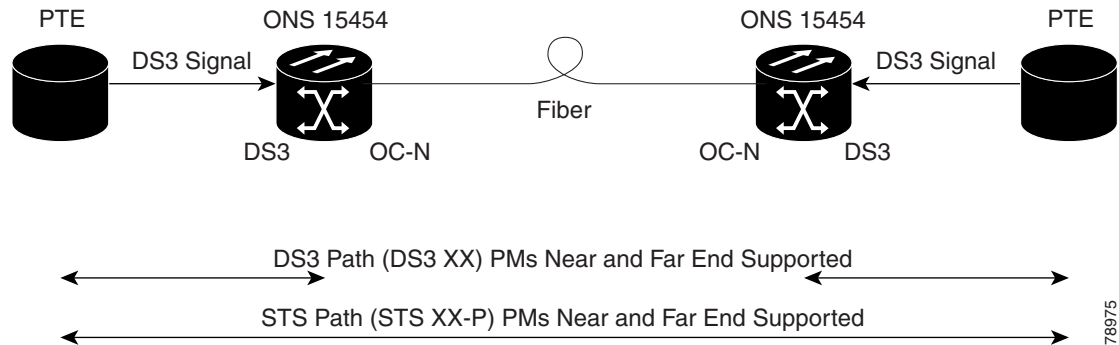 PTE
ONS 15454
ONS 15454
PTE
DS3 Signal
DS3 Signal
Fiber
DS3
OC-N
OC-N
DS3
DS3 Path (DS3 XX) PMs Near and Far End Supported
STS Path (STS XX-P) PMs Near and Far End Supported
78975